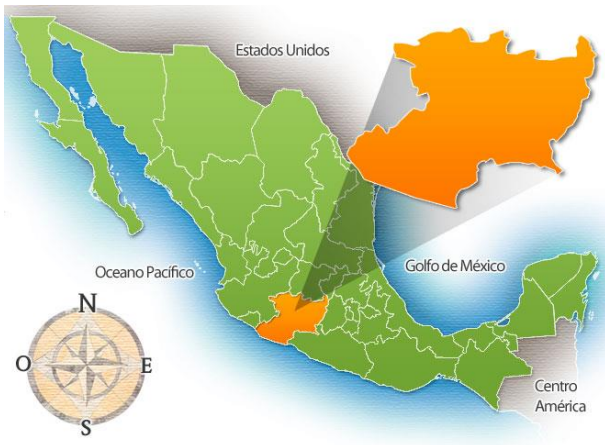 Estados Unidos
Oceano Pacífico
Golfo de México
N
O
E
S
Centro
América